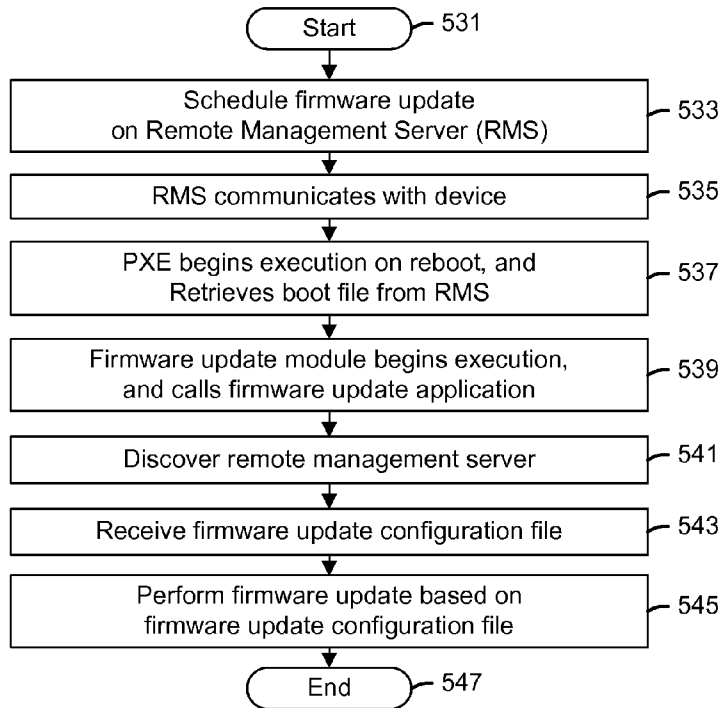 Start
531
Schedule firmware update
on Remote Management Server (RMS)
533
RMS communicates with device
535
PXE begins execution on reboot, and
Retrieves boot file from RMS
537
Firmware update module begins execution,
and calls firmware update application
539
Discover remote management server
541
Receive firmware update configuration file
543
Perform firmware update based on
firmware update configuration file
545
End
547